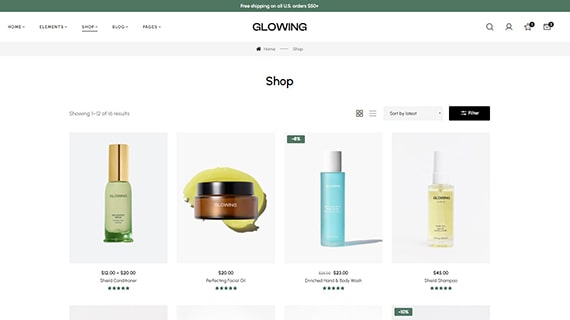 Free shipping on all U.S. orders $50+
HOME ELEMENTS SHOP BLOG PAGES
GLOWING
Home Shop
Shop
Showing 1–12 of 16 results
Sort by latest
Filter
-8%
GLOWING
GLOWING
GLOWING
GLOWING
$12.00 – $20.00
Shield Conditioner
$20.00
Perfecting Facial Oil
$25.00 $23.00
Enriched Hand & Body Wash
$45.00
Shield Shampoo
-10%